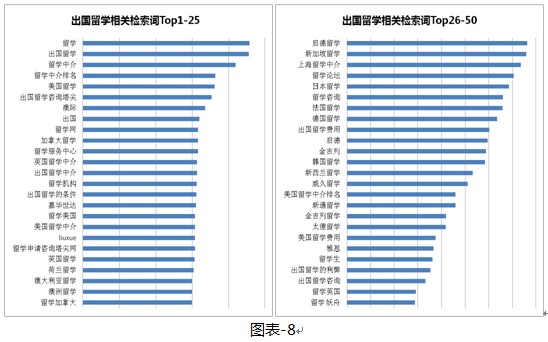 出国留学相关检索词Top1-25
留学
出国留学
留学中介
留学中介排名
美国留学
出国留学咨询塔尖
澳际
出国
留学网
加拿大留学
留学服务中心
英国留学中介
出国留学中介
留学机构
出国留学的条件
嘉华世达
留学美国
美国留学中介
liuxue
留学申请咨询塔尖网
英国留学
荷兰留学
澳大利亚留学
澳洲留学
留学加拿大
出国留学相关检索词Top26-50
启德留学
新加坡留学
上海留学中介
留学论坛
日本留学
留学咨询
法国留学
德国留学
出国留学费用
启德
金吉列
韩国留学
新西兰留学
威久留学
美国留学中介排名
新通留学
金吉列留学
太傻留学
美国留学费用
雅思
留学生
出国留学的利弊
出国留学咨询
留学英国
留学妖舟
图表-8